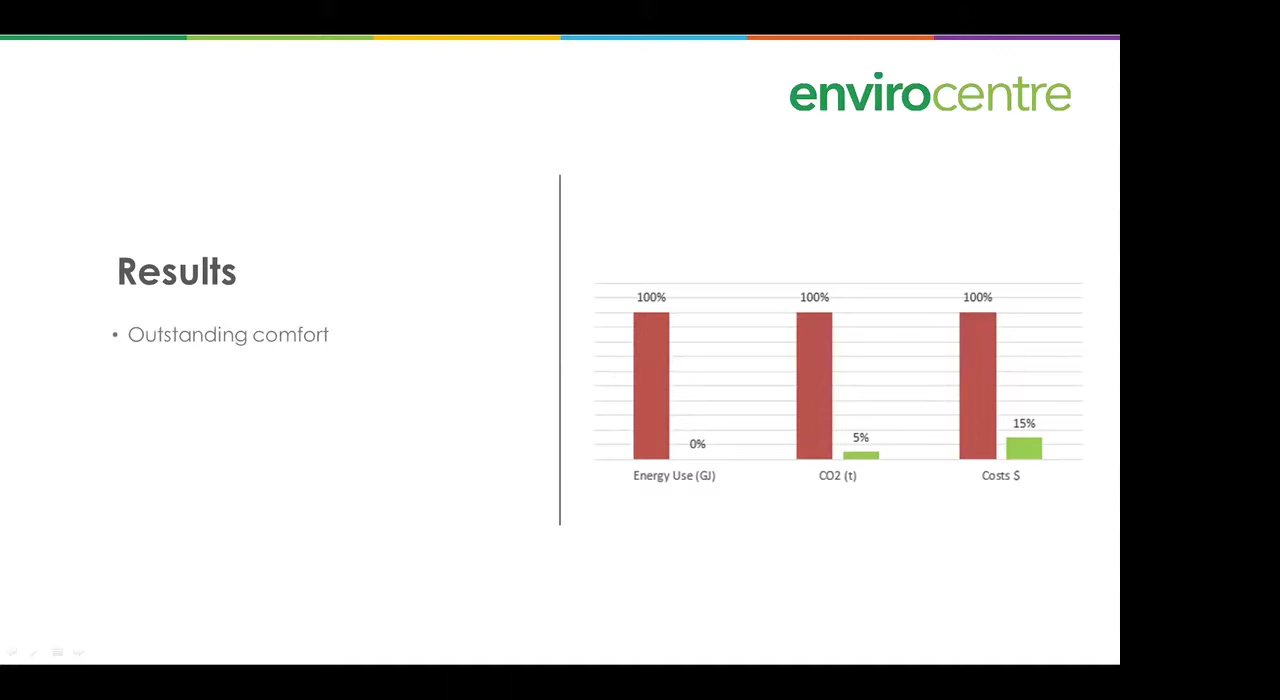 envirocentre
Results
• Outstanding comfort
100% 100% 100%
0% 5% 15%
Energy Use (GJ) CO2 (t) Costs $